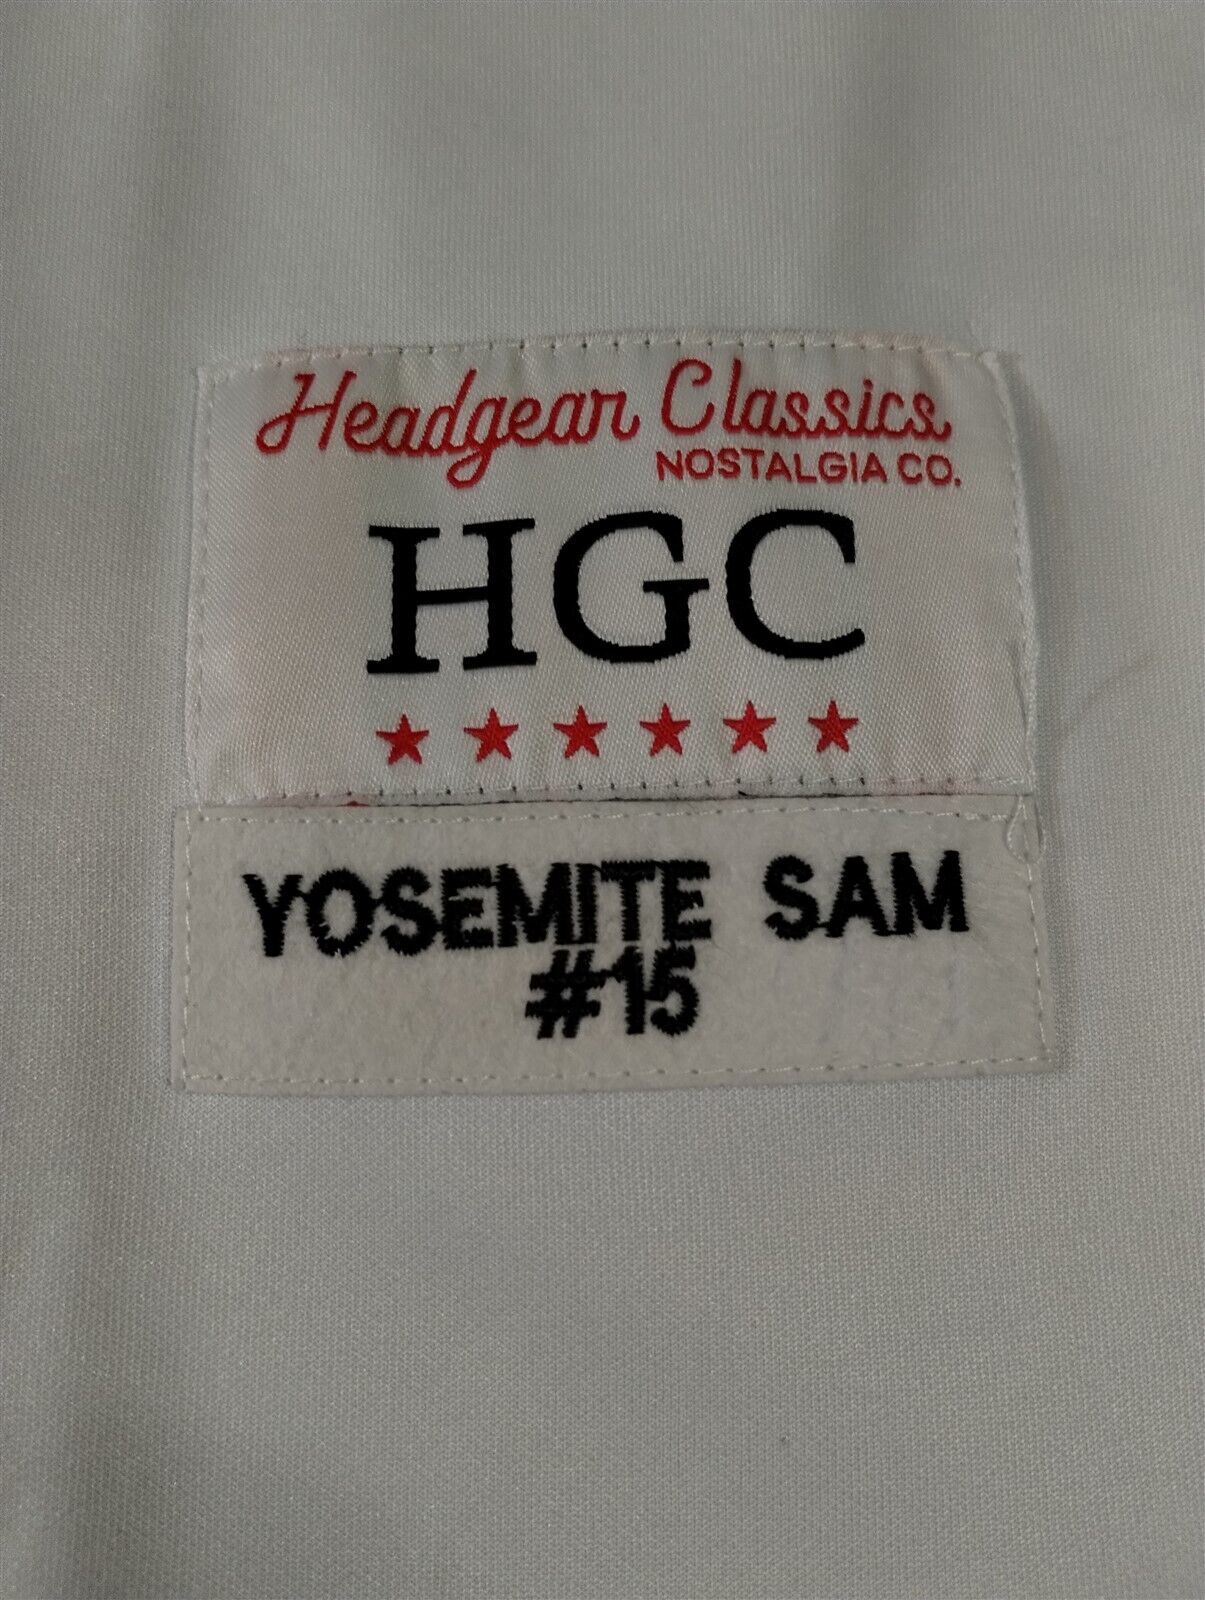 Headgear Classics
NOSTALGIA CO.
HGC
YOSEMITE SAM
#15